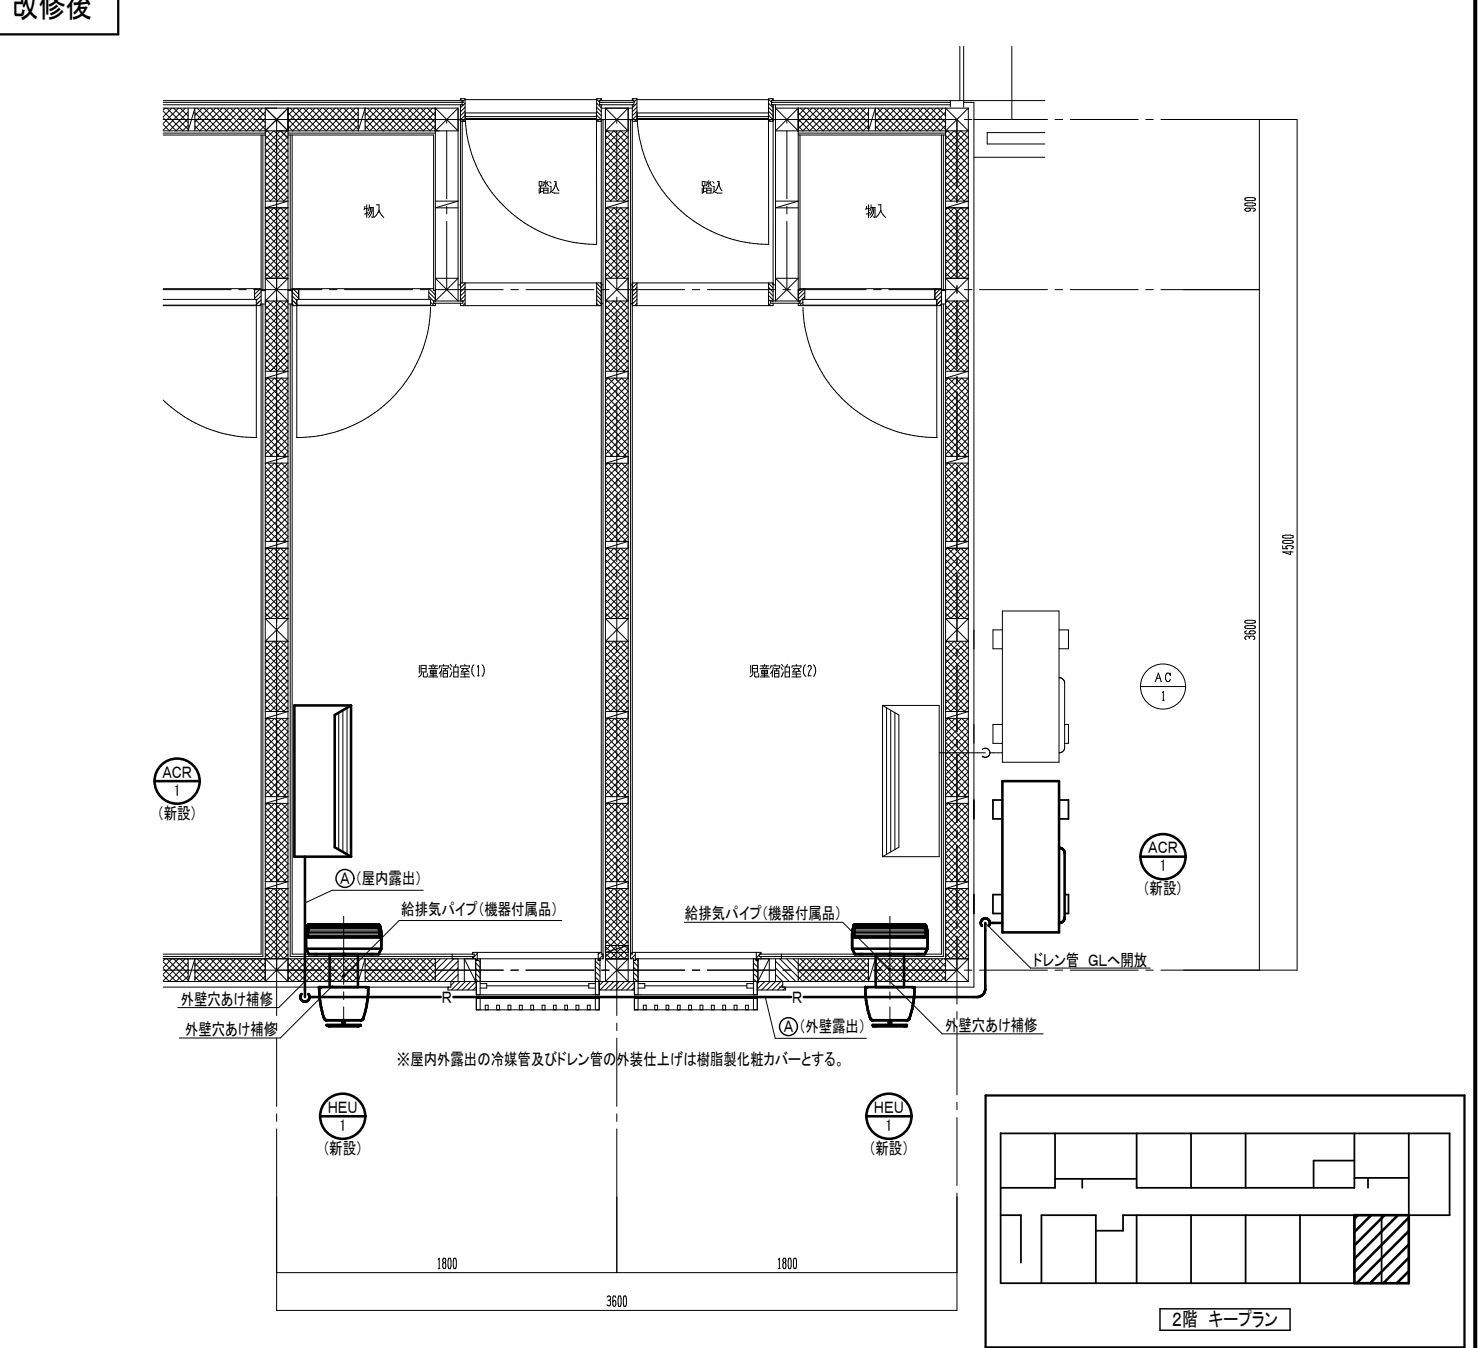 改修後
踏込
踏込
物入
物入
900
4500
3600
児童宿泊室(1)
児童宿泊室(2)
AC
1
ACR
1
(新設)
ACR
1
(新設)
Ⓐ(屋内露出)
給排気パイプ(機器付属品)
給排気パイプ(機器付属品)
ドレン管 GLへ開放
外壁穴あけ補修
R
R
外壁穴あけ補修
Ⓐ(外壁露出)
外壁穴あけ補修
※屋内外露出の冷媒管及びドレン管の外装仕上げは樹脂製化粧カバーとする。
HEU
1
(新設)
HEU
1
(新設)
1800
1800
3600
2階 キープラン